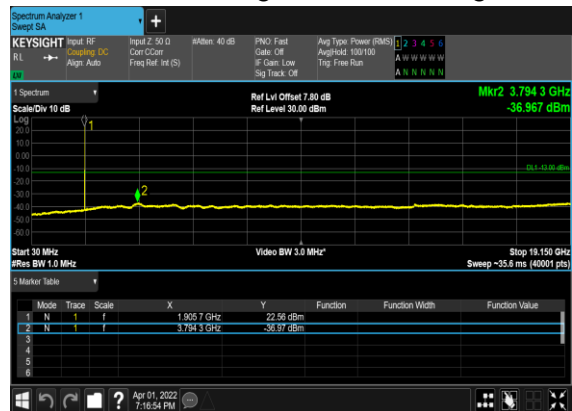 Spectrum Analyzer 1
Swept SA
+
KEYSIGHT Input: RF Input Z: 50 Ω #Atten: 40 dB PNO: Fast Avg Type: Power (RMS) 1 2 3 4 5 6
RL Coupling: DC Corr CCorr Gate: Off Avg|Hold: 100/100 A W W W W W
Align: Auto Freq Ref: Int (S) IF Gain: Low Trig: Free Run
Sig Track: Off A N N N N N
1 Spectrum
Scale/Div 10 dB
Ref Lvl Offset 7.80 dB
Ref Level 30.00 dBm
Mkr2 3.794 3 GHz
-36.967 dBm
Log
20.0
10.0
0.00
-10.0
-20.0
-30.0
-40.0
-50.0
-60.0
1
2
DL1 -13.00 dBm
Start 30 MHz Video BW 3.0 MHz* Stop 19.150 GHz
#Res BW 1.0 MHz Sweep ~35.6 ms (40001 pts)
5 Marker Table
Mode Trace Scale X Y Function Function Width Function Value
1 N 1 f 1.905 7 GHz 22.56 dBm
2 N 1 f 3.794 3 GHz -36.97 dBm
3
4
5
6
? Apr 01, 2022
7:16:54 PM